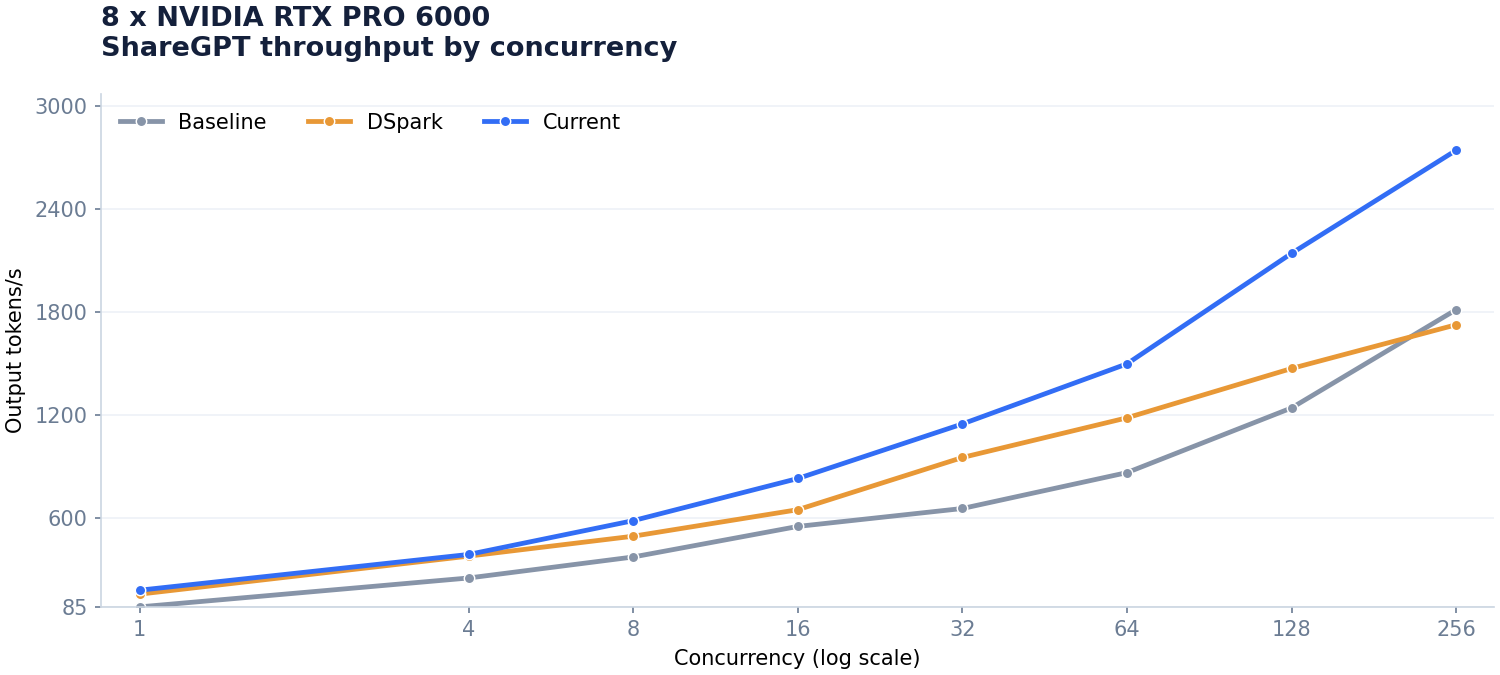 8 x NVIDIA RTX PRO 6000
ShareGPT throughput by concurrency
Baseline DSpark Current
Output tokens/s
3000
2400
1800
1200
600
85
1 4 8 16 32 64 128 256
Concurrency (log scale)